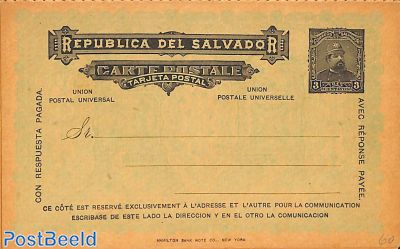 REPUBLICA DEL SALVADOR
CARTE POSTALE
TARJETA POSTAL
UNION
POSTAL UNIVERSAL
UNION
POSTALE UNIVERSELLE
3 3
CON RESPUESTA PAGADA.
AVEC RÉPONSE PAYÉE.
Sr.
CE CÔTÉ EST RESERVÉ EXCLUSIVEMENT À L'ADRESSE ET L'AUTRE POUR LA COMMUNICATION
ESCRIBASE DE ESTE LADO LA DIRECCION Y EN EL OTRO LA COMUNICACION
HAMILTON BANK NOTE CO., NEW YORK.
60
PostBeeld